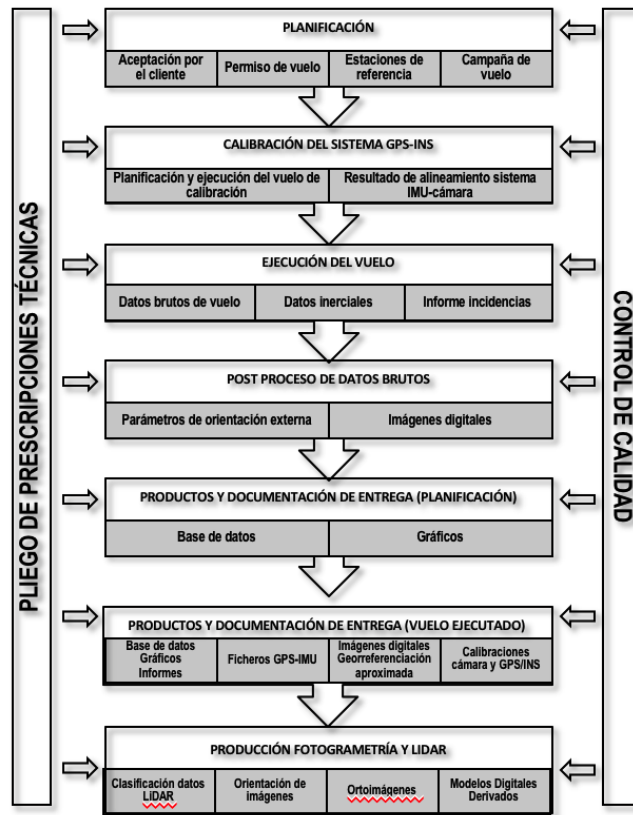 PLIEGO DE PRESCRIPCIONES TÉCNICAS
PLANIFICACIÓN
Aceptación por
el cliente
Permiso de vuelo
Estaciones de
referencia
Campaña de
vuelo
CALIBRACIÓN DEL SISTEMA GPS-INS
Planificación y ejecución del vuelo de
calibración
Resultado de alineamiento sistema
IMU-cámara
EJECUCIÓN DEL VUELO
Datos brutos de vuelo
Datos inerciales
Informe incidencias
POST PROCESO DE DATOS BRUTOS
Parámetros de orientación externa
Imágenes digitales
PRODUCTOS Y DOCUMENTACIÓN DE ENTREGA (PLANIFICACIÓN)
Base de datos
Gráficos
PRODUCTOS Y DOCUMENTACIÓN DE ENTREGA (VUELO EJECUTADO)
Base de datos
Gráficos
Informes
Ficheros GPS-IMU
Imágenes digitales
Georreferenciación
aproximada
Calibraciones
cámara y GPS/INS
PRODUCCIÓN FOTOGRAMETRÍA Y LIDAR
Clasificación datos
LiDAR
Orientación de
imágenes
Ortoimágenes
Modelos Digitales
Derivados
CONTROL DE CALIDAD